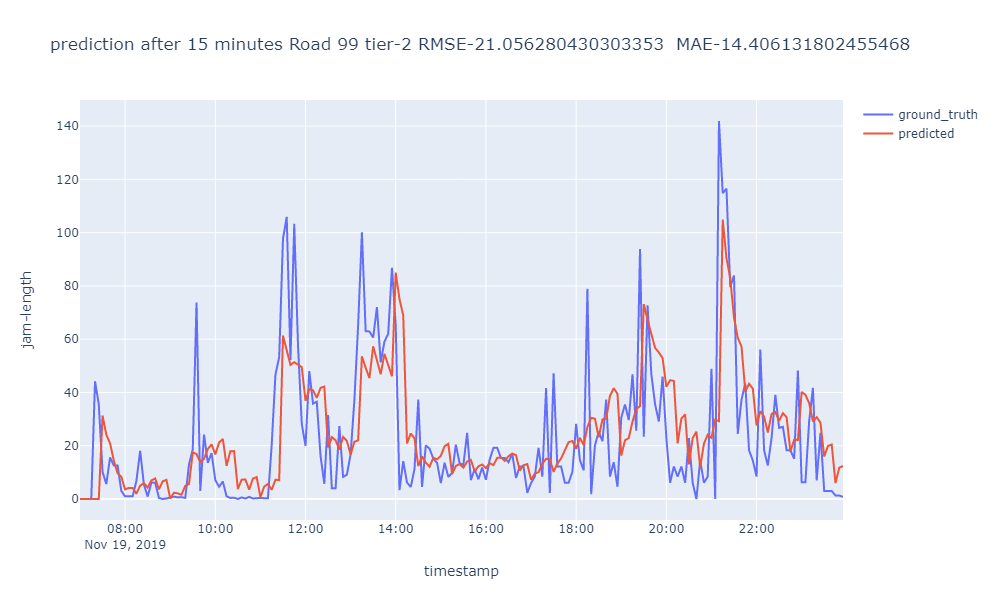 prediction after 15 minutes Road 99 tier-2 RMSE-21.056280430303353  MAE-14.406131802455468
ground_truth
predicted
140
120
100
80
60
40
20
0
jam-length
08:00 10:00 12:00 14:00 16:00 18:00 20:00 22:00
Nov 19, 2019
timestamp